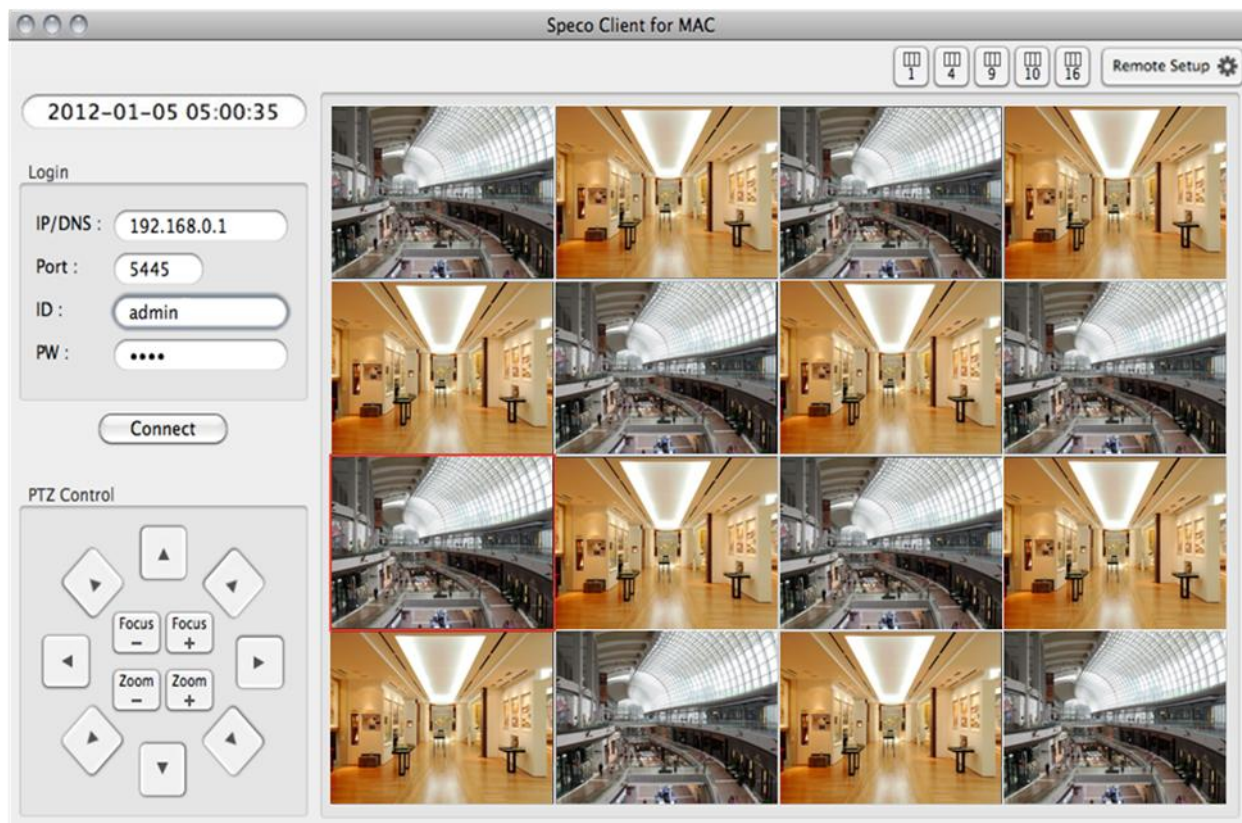 Speco Client for MAC
1 4 9 10 16 Remote Setup
2012-01-05 05:00:35
Login
IP/DNS : 192.168.0.1
Port : 5445
ID : admin
PW : ••••
Connect
PTZ Control
Focus − Focus +
Zoom − Zoom +